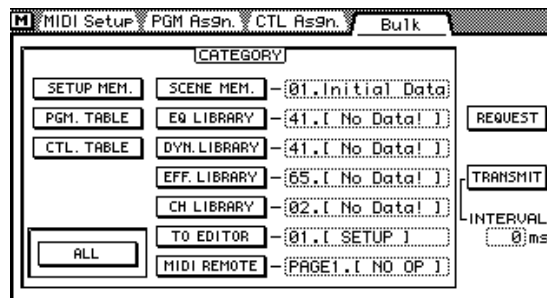 M MIDI Setup PGM Asgn. CTL Asgn. Bulk
CATEGORY
SETUP MEM. SCENE MEM. 01.Initial Data
PGM. TABLE EQ LIBRARY 41.[ No Data! ] REQUEST
CTL. TABLE DYN.LIBRARY 41.[ No Data! ]
EFF. LIBRARY 65.[ No Data! ] TRANSMIT
CH LIBRARY 02.[ No Data! ] INTERVAL
ALL TO EDITOR 01.[ SETUP ] 0ms
MIDI REMOTE PAGE1.[ NO OP ]